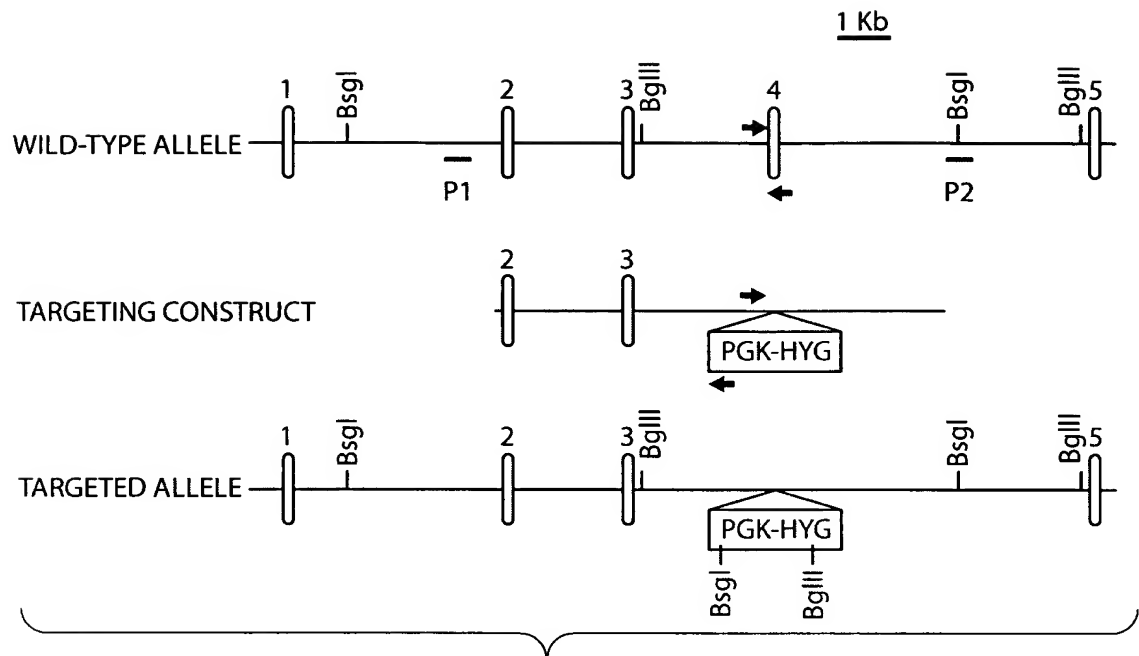 1 Kb
1 BsgI 2 3 BglII 4 BsgI BglII 5
WILD-TYPE ALLELE
P1 P2
2 3
TARGETING CONSTRUCT
PGK-HYG
1 BsgI 2 3 BglII BsgI BglII 5
TARGETED ALLELE
PGK-HYG
BsgI BglII